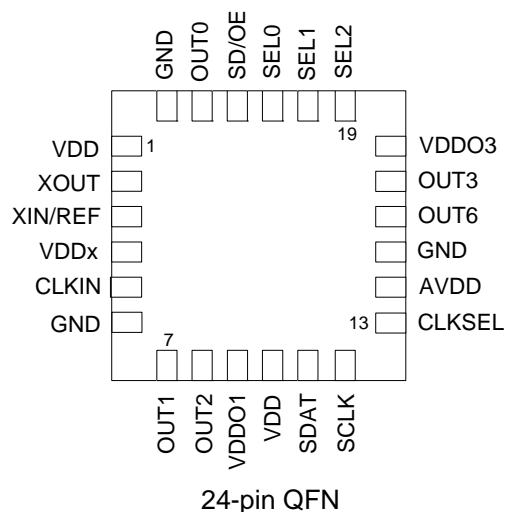 GND
OUT0
SD/OE
SEL0
SEL1
SEL2
VDD
1
19
VDDO3
XOUT
OUT3
XIN/REF
OUT6
VDDx
GND
CLKIN
AVDD
GND
7
13
CLKSEL
OUT1
OUT2
VDDO1
VDD
SDAT
SCLK
24-pin QFN